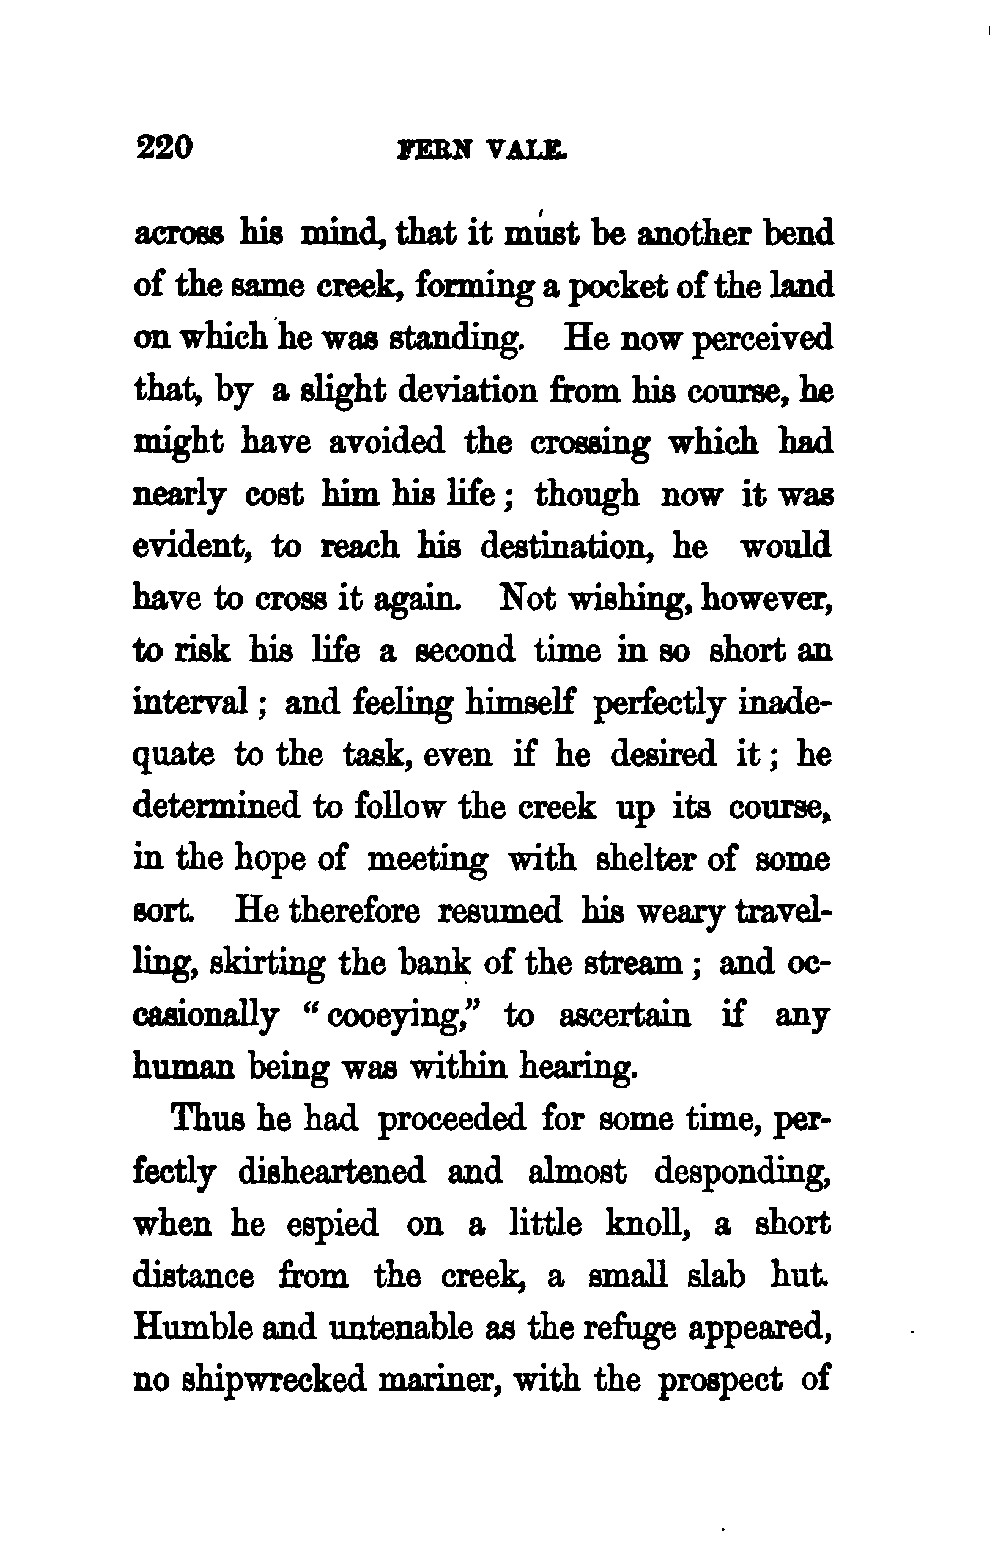 220 FERN VALE.
across his mind, that it must be another bend
of the same creek, forming a pocket of the land
on which he was standing. He now perceived
that, by a slight deviation from his course, he
might have avoided the crossing which had
nearly cost him his life; though now it was
evident, to reach his destination, he would
have to cross it again. Not wishing, however,
to risk his life a second time in so short an
interval; and feeling himself perfectly inade-
quate to the task, even if he desired it; he
determined to follow the creek up its course,
in the hope of meeting with shelter of some
sort. He therefore resumed his weary travel-
ling, skirting the bank of the stream; and oc-
casionally "cooeying," to ascertain if any
human being was within hearing.
Thus he had proceeded for some time, per-
fectly disheartened and almost desponding,
when he espied on a little knoll, a short
distance from the creek, a small slab hut.
Humble and untenable as the refuge appeared,
no shipwrecked mariner, with the prospect of